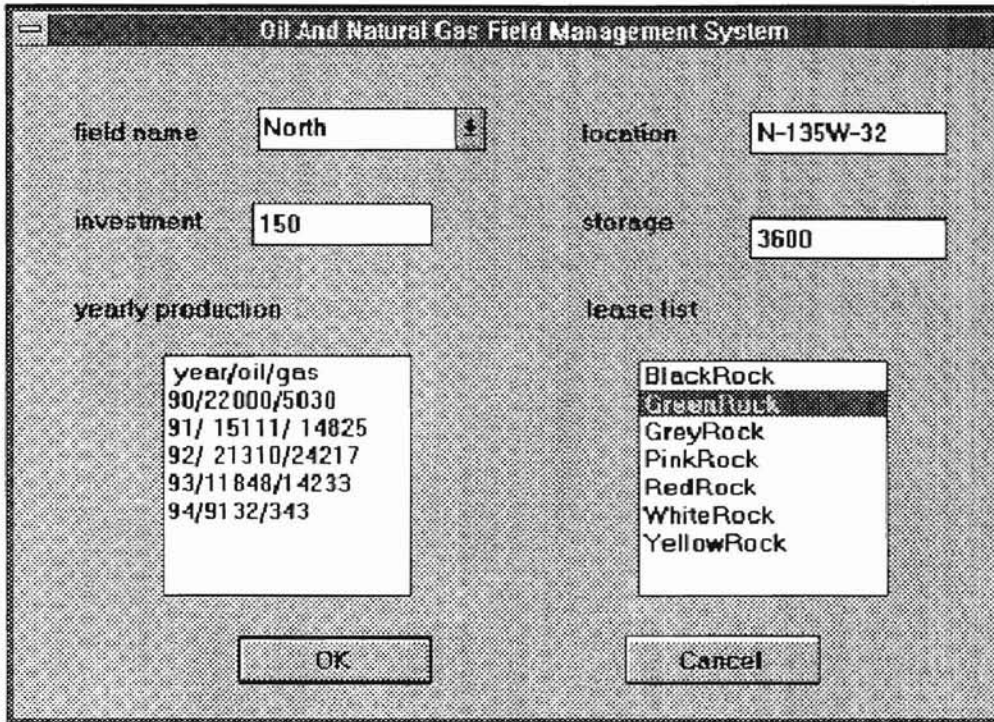 Oil And Natural Gas Field Management System
field name North location N-135W-32
investment 150 storage 3600
yearly production lease list
year/oil/gas
90/22000/5030
91/ 15111/ 14825
92/ 21310/24217
93/11848/14233
94/9132/343
BlackRock
GreenRock
GreyRock
PinkRock
RedRock
WhiteRock
YellowRock
OK Cancel